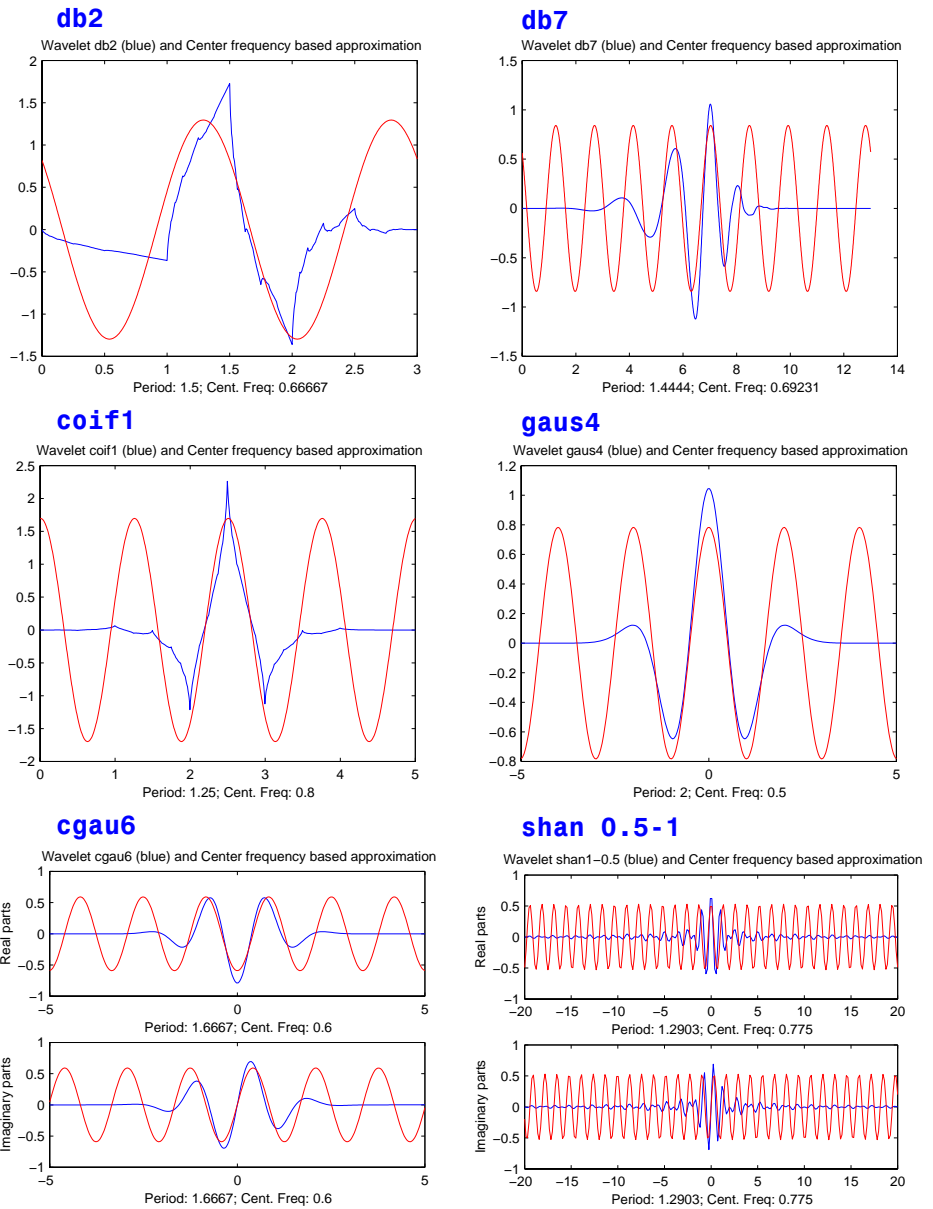 db2
Wavelet db2 (blue) and Center frequency based approximation
2
1.5
1
0.5
0
−0.5
−1
−1.5
0 0.5 1 1.5 2 2.5 3
Period: 1.5; Cent. Freq: 0.66667
db7
Wavelet db7 (blue) and Center frequency based approximation
1.5
1
0.5
0
−0.5
−1
−1.5
0 2 4 6 8 10 12 14
Period: 1.4444; Cent. Freq: 0.69231
coif1
Wavelet coif1 (blue) and Center frequency based approximation
2.5
2
1.5
1
0.5
0
−0.5
−1
−1.5
−2
0 1 2 3 4 5
Period: 1.25; Cent. Freq: 0.8
gaus4
Wavelet gaus4 (blue) and Center frequency based approximation
1.2
1
0.8
0.6
0.4
0.2
0
−0.2
−0.4
−0.6
−0.8
−5 0 5
Period: 2; Cent. Freq: 0.5
cgau6
Wavelet cgau6 (blue) and Center frequency based approximation
Real parts
1
0.5
0
−0.5
−1
−5 0 5
Period: 1.6667; Cent. Freq: 0.6
Imaginary parts
1
0.5
0
−0.5
−1
−5 0 5
Period: 1.6667; Cent. Freq: 0.6
shan 0.5-1
Wavelet shan1−0.5 (blue) and Center frequency based approximation
Real parts
1
0.5
0
−0.5
−1
−20 −15 −10 −5 0 5 10 15 20
Period: 1.2903; Cent. Freq: 0.775
Imaginary parts
1
0.5
0
−0.5
−1
−20 −15 −10 −5 0 5 10 15 20
Period: 1.2903; Cent. Freq: 0.775